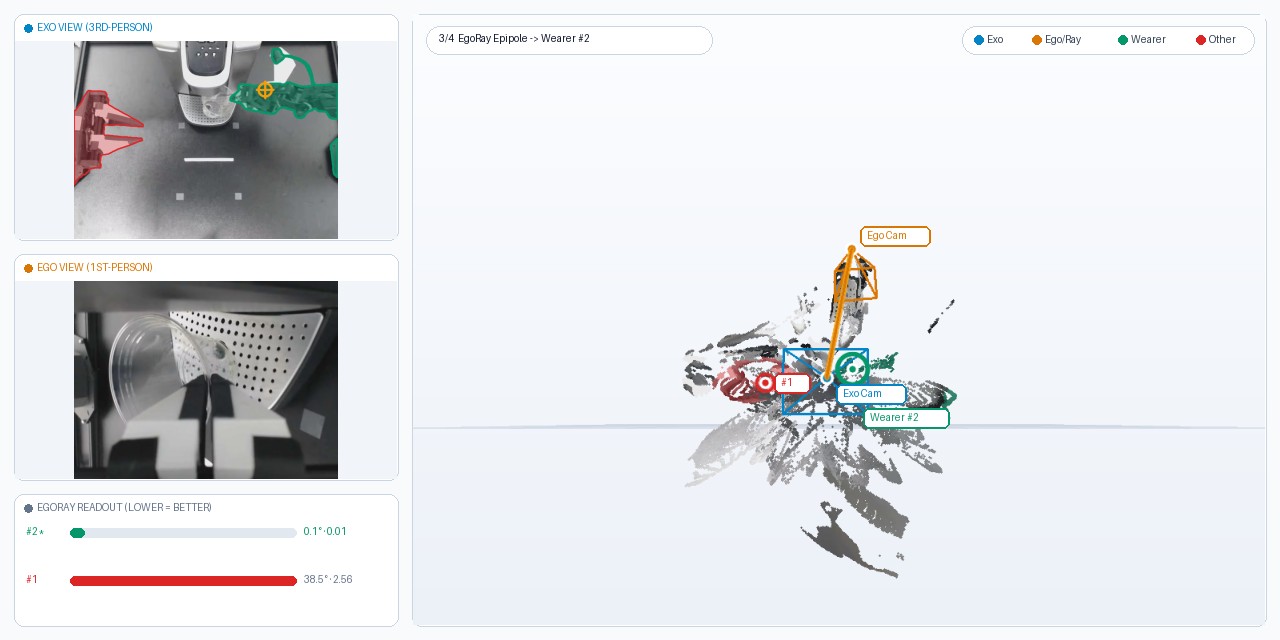 EXO VIEW (3RD-PERSON)
EGO VIEW (1ST-PERSON)
EGORAY READOUT (LOWER = BETTER)
#2★ 0.1°·0.01
#1 38.5°·2.56
3/4 EgoRay Epipole -> Wearer #2
Exo Ego/Ray Wearer Other
Ego Cam
#1
Exo Cam
Wearer #2